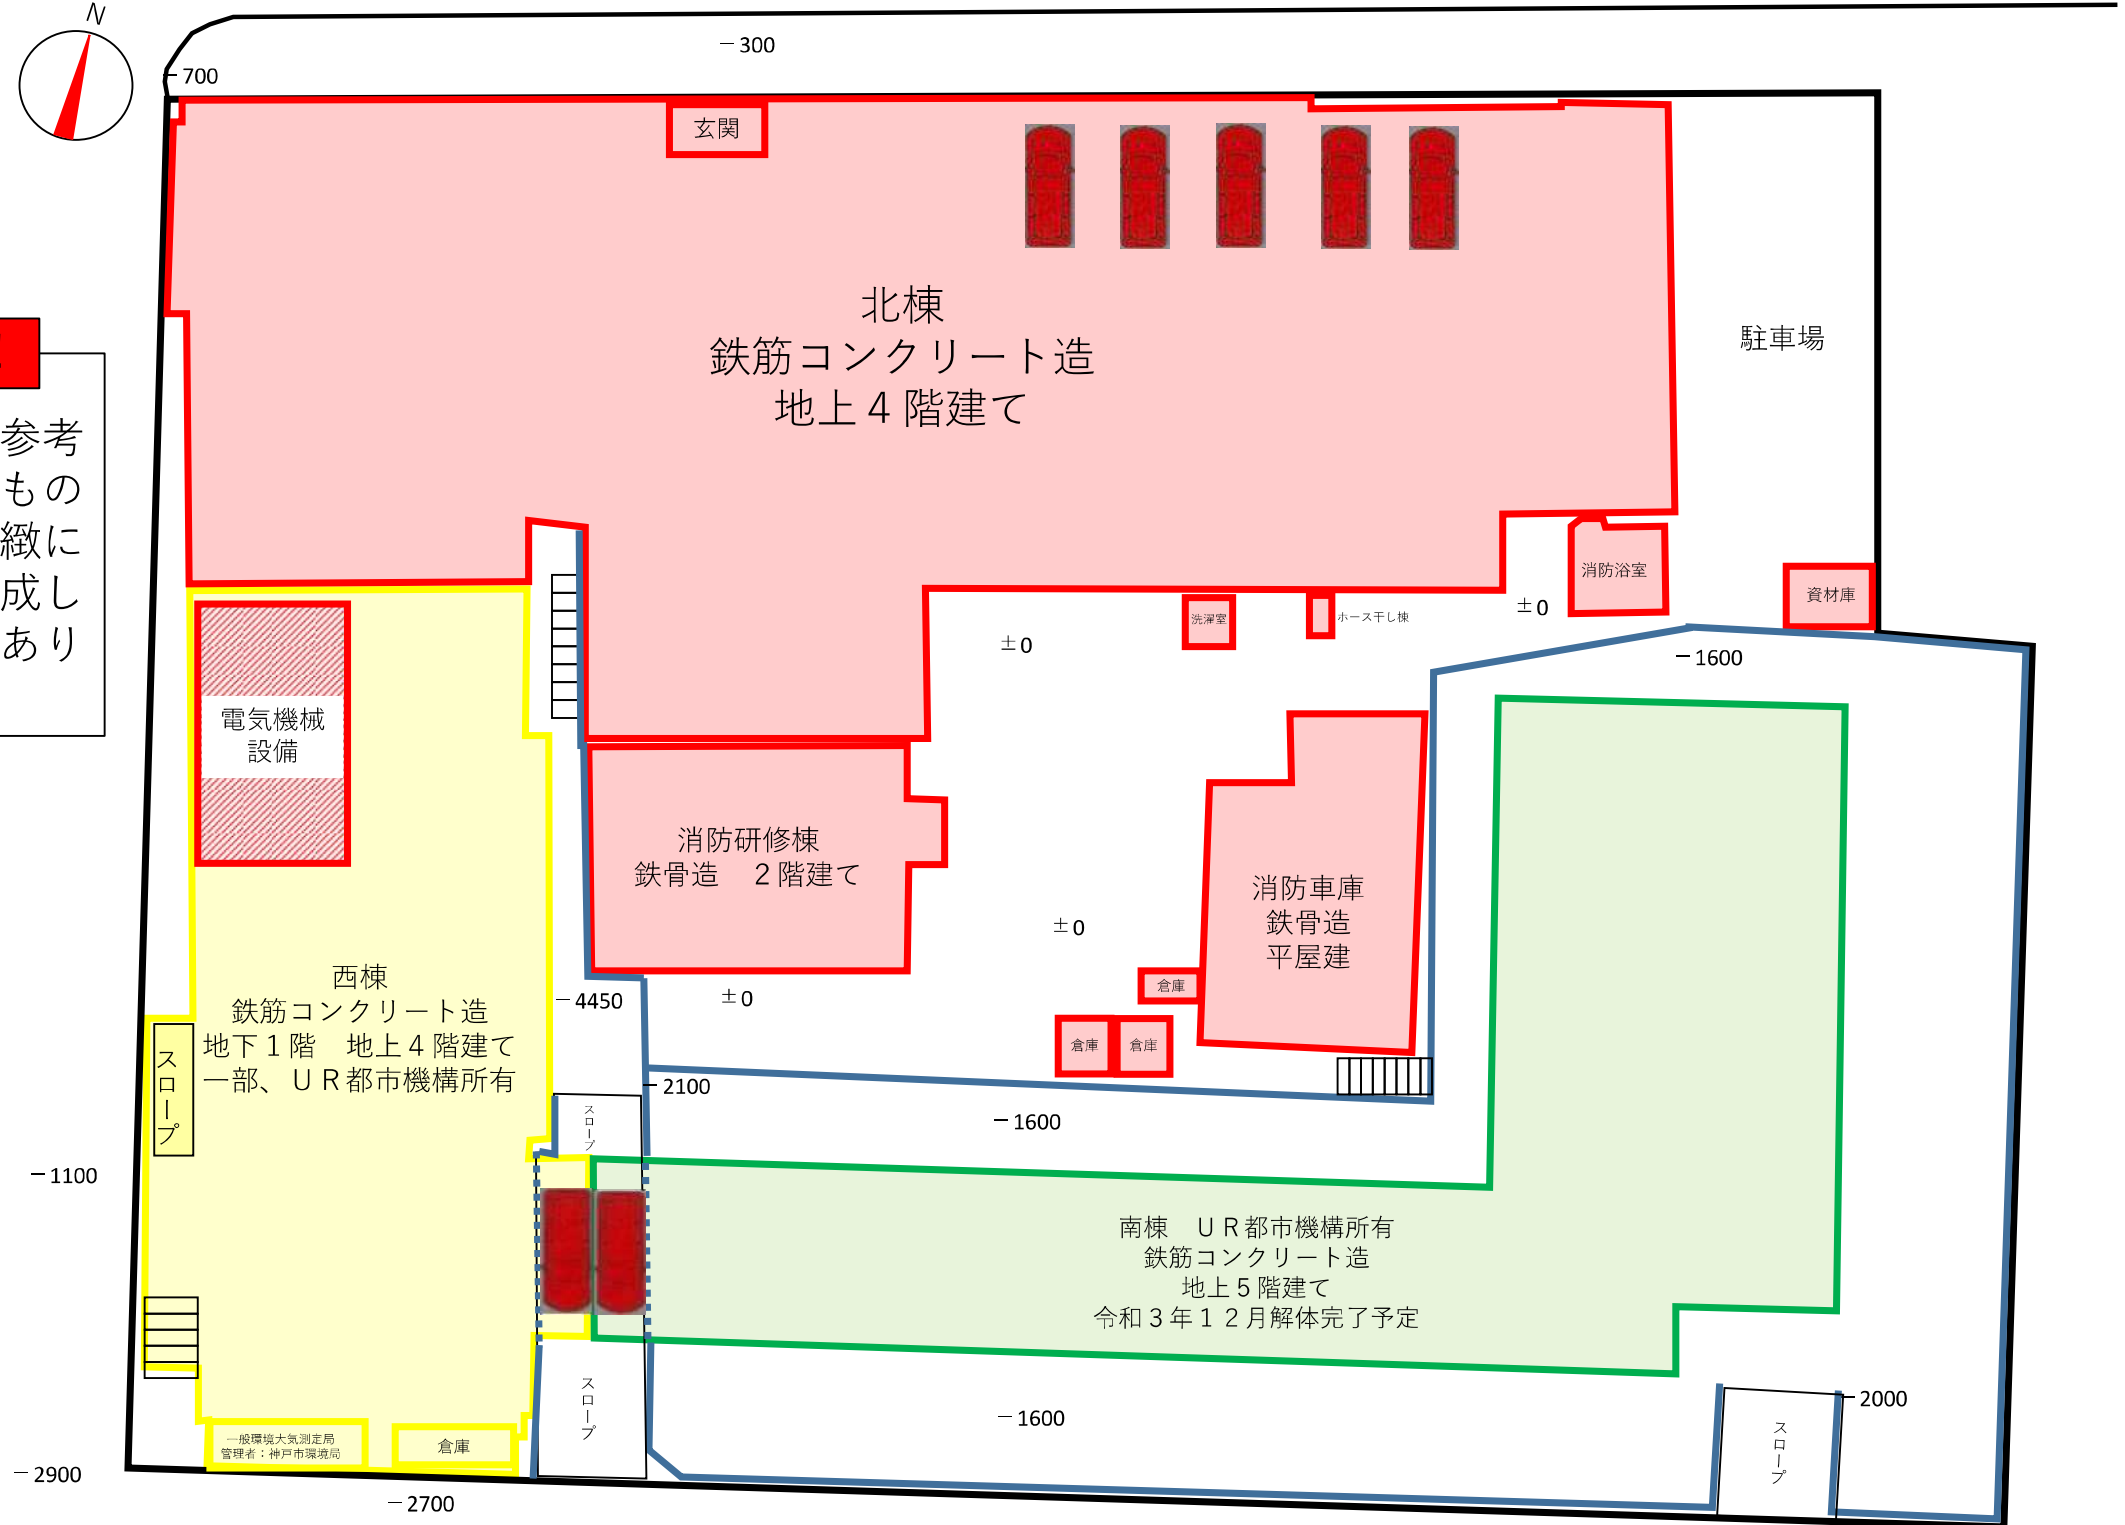 N
－700
－300
玄関
北棟
鉄筋コンクリート造
地上４階建て
駐車場
参考
もの
緻に
成し
あり
消防浴室
資材庫
洗濯室
ホース干し棟
±0
±0
－1600
電気機械
設備
消防研修棟
鉄骨造　２階建て
消防車庫
鉄骨造
平屋建
±0
倉庫
倉庫
倉庫
±0
－4450
西棟
鉄筋コンクリート造
地下１階　地上４階建て
一部、ＵＲ都市機構所有
スロープ
－2100
スロープ
－1600
－1100
南棟　ＵＲ都市機構所有
鉄筋コンクリート造
地上５階建て
令和３年１２月解体完了予定
スロープ
－1600
－2000
スロープ
一般環境大気測定局
管理者：神戸市環境局
倉庫
－2900
－2700